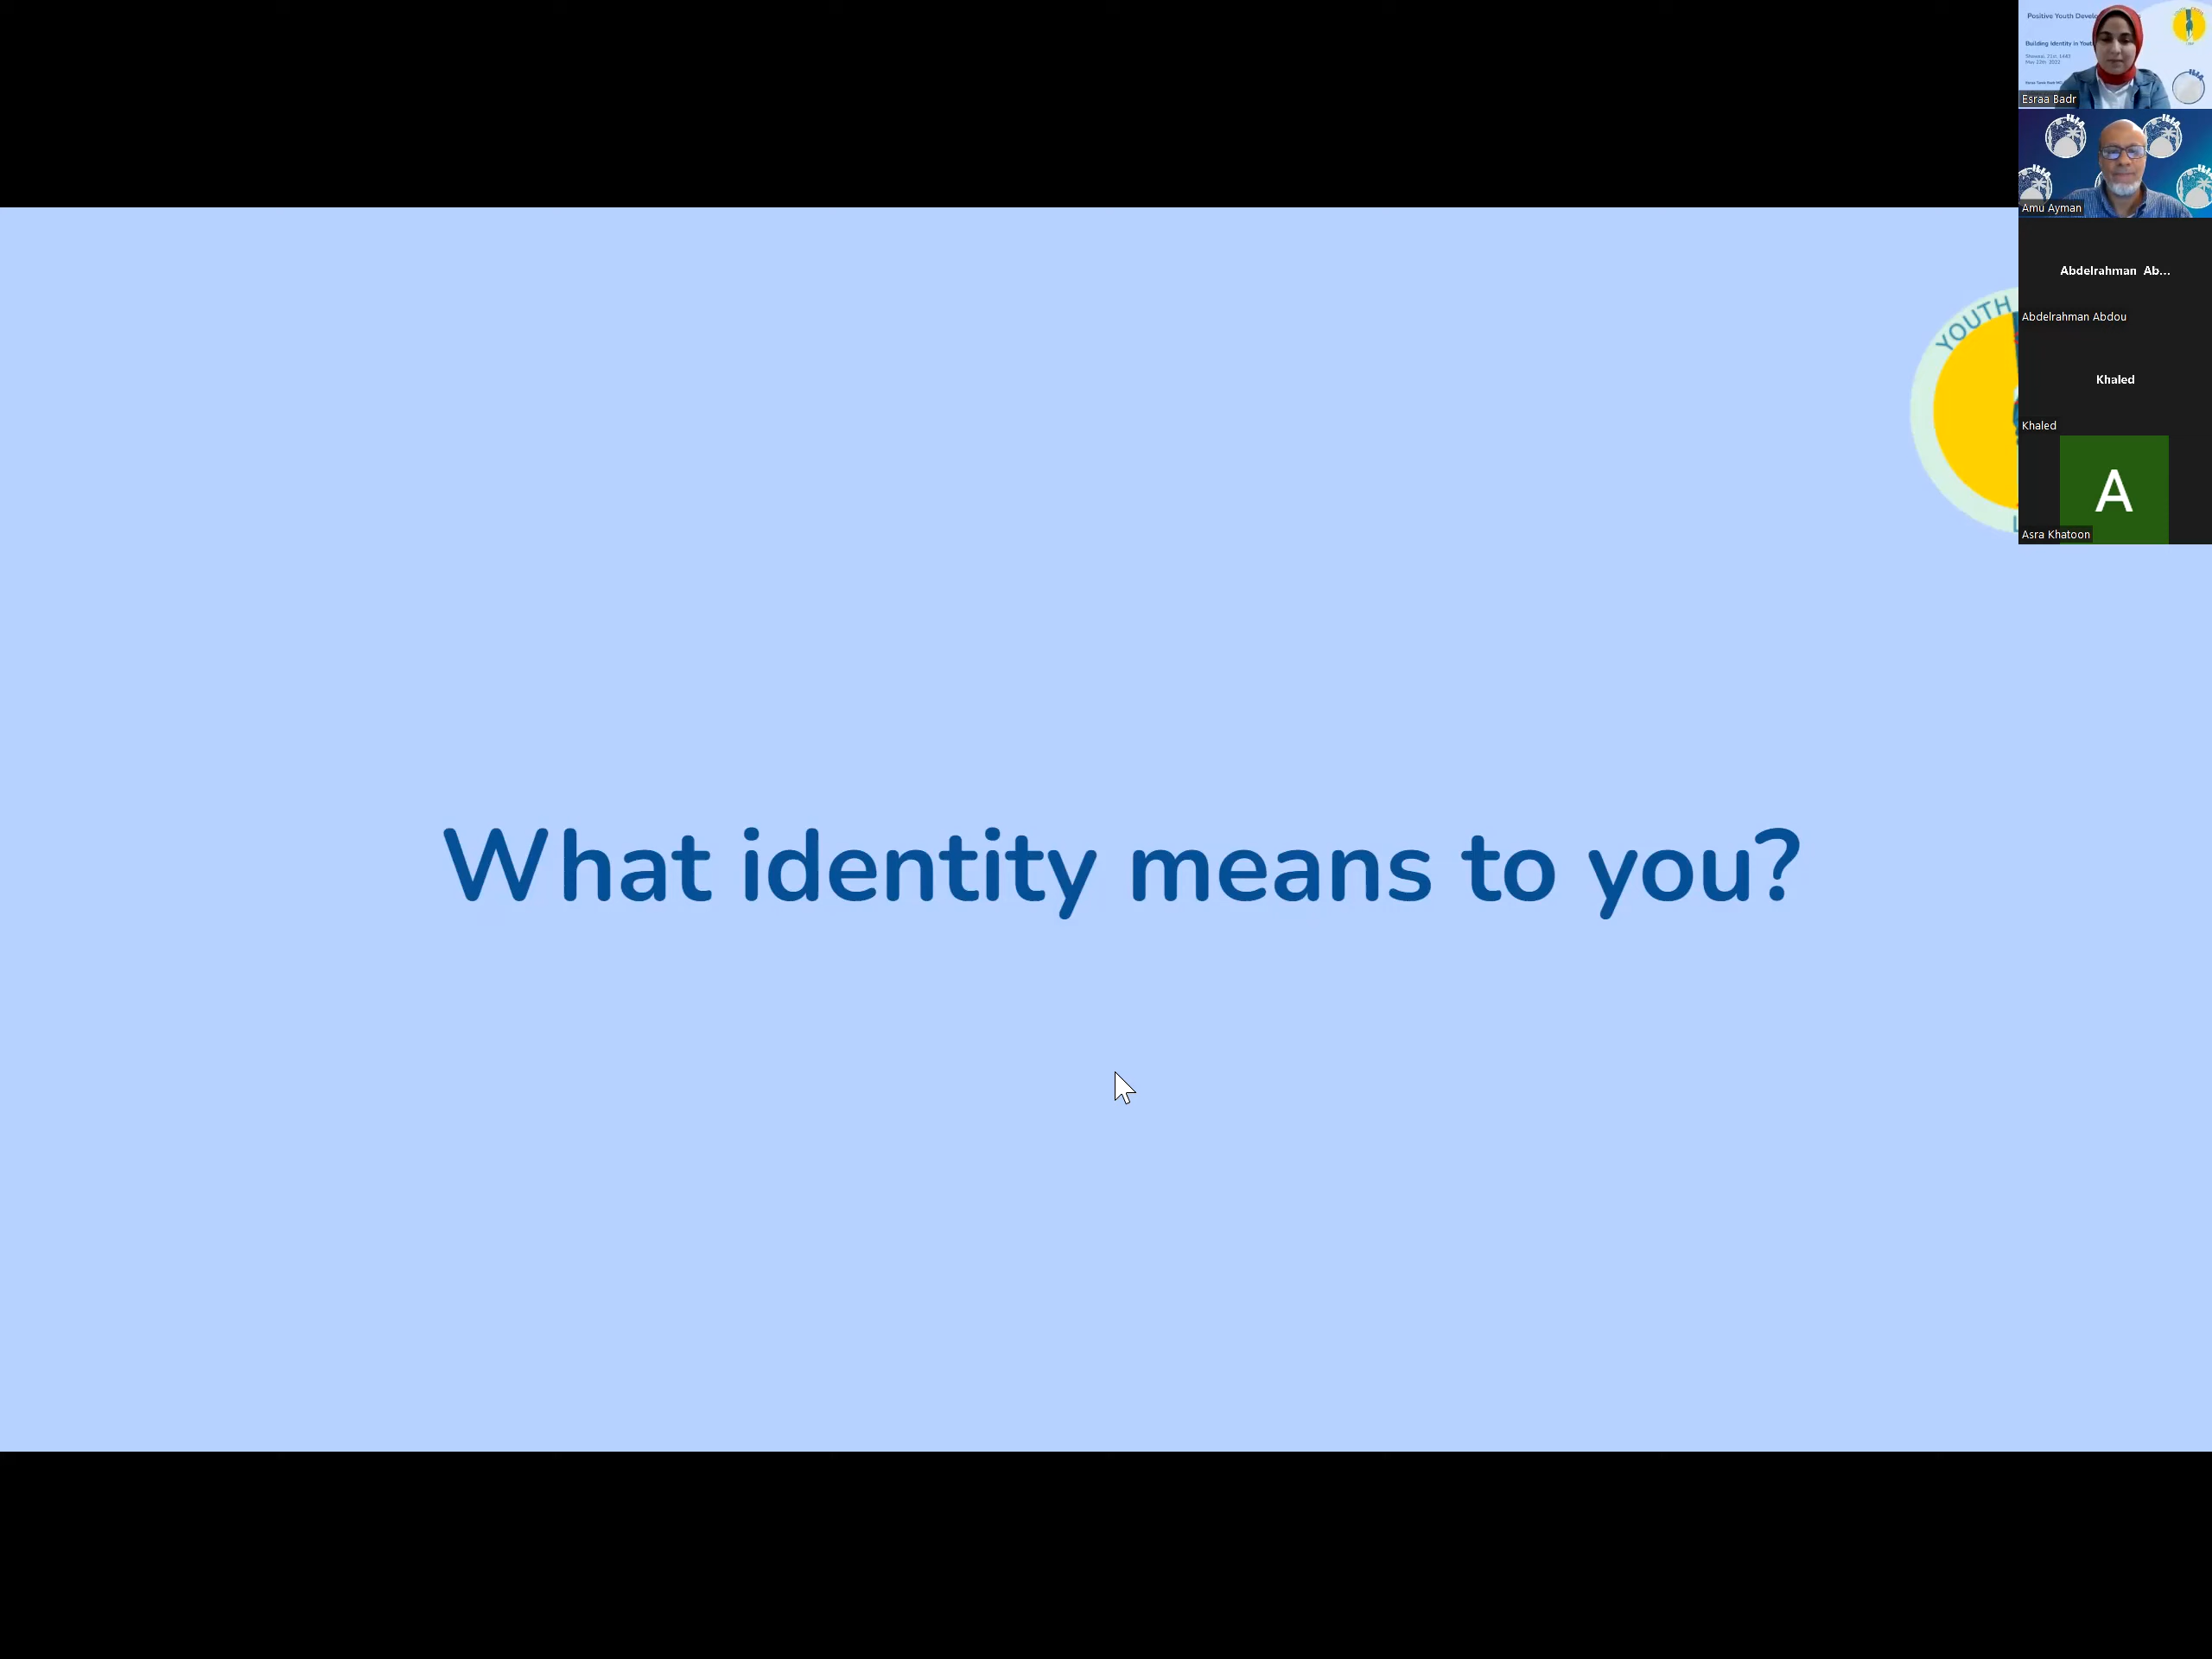 Positive Youth Develo
Building Identity in Yout
Esraa Badr
Amu Ayman
Abdelrahman Ab...
Abdelrahman Abdou
Khaled
Khaled
YOUTH
A
Asra Khatoon
What identity means to you?